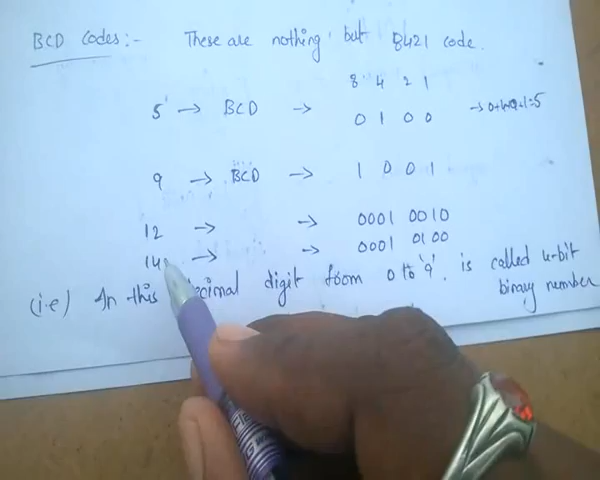 BCD Codes:- These are nothing but 8421 code.
8 4 2 1
5 → BCD → 0 1 0 0 → 0+4+0+1=5
9 → BCD → 1 0 0 1
12 → → 0001 0010
14 → → 0001 0100
(i.e) In this decimal digit from 0 to '9'. is called 4-bit
binary number